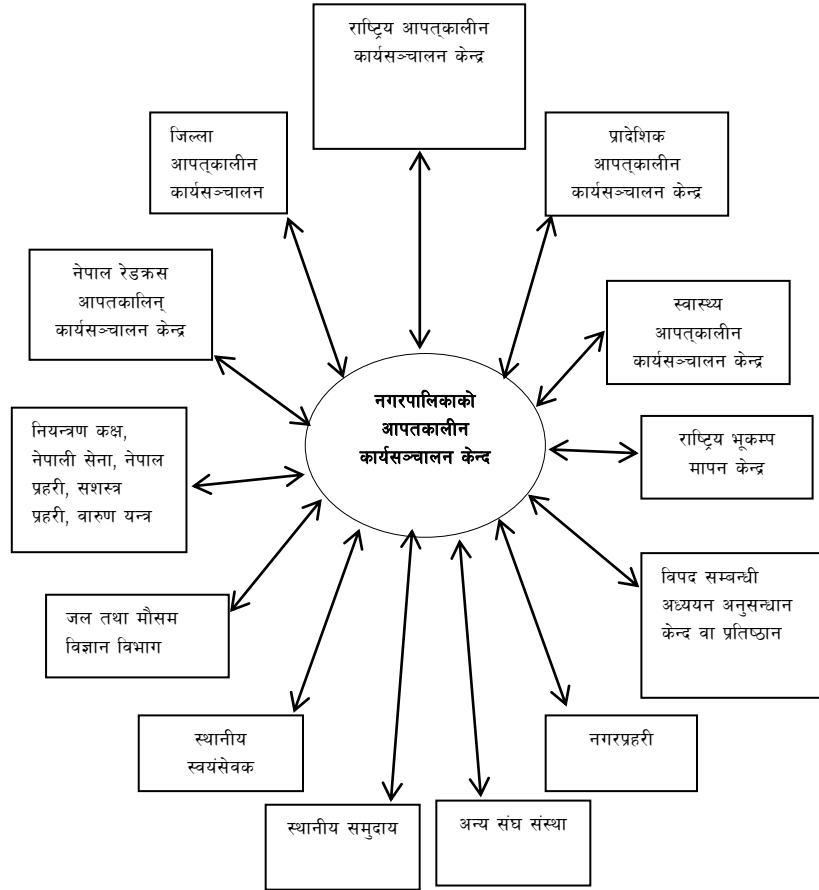 राष्ट्रिय आपत्‌कालीन
कार्यसञ्चालन केन्द्र
जिल्ला
आपत्‌कालीन
कार्यसञ्चालन
प्रादेशिक
आपत्‌कालीन
कार्यसञ्चालन केन्द्र
नेपाल रेडक्रस
आपतकालिन्
कार्यसञ्चालन केन्द्र
स्वास्थ्य
आपत्‌कालीन
कार्यसञ्चालन केन्द्र
नगरपालिकाको
आपतकालीन
कार्यसञ्चालन केन्द
नियन्त्रण कक्ष,
नेपाली सेना, नेपाल
प्रहरी, सशस्त्र
प्रहरी, वारुण यन्त्र
राष्ट्रिय भूकम्प
मापन केन्द्र
विपद सम्बन्धी
अध्ययन अनुसन्धान
केन्द वा प्रतिष्ठान
जल तथा मौसम
विज्ञान विभाग
स्थानीय
स्वयंसेवक
नगरप्रहरी
स्थानीय समुदाय
अन्य संघ संस्था